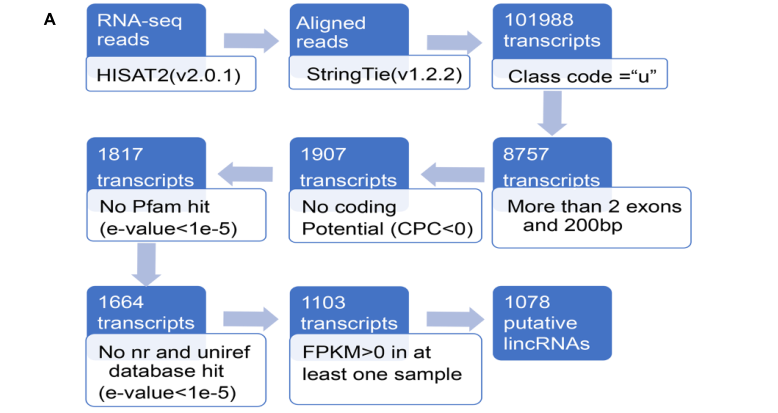 A
RNA-seq
reads
HISAT2(v2.0.1)
Aligned
reads
StringTie(v1.2.2)
101988
transcripts
Class code =“u”
8757
transcripts
More than 2 exons
and 200bp
1907
transcripts
No coding
Potential (CPC<0)
1817
transcripts
No Pfam hit
(e-value<1e-5)
1664
transcripts
No nr and uniref
database hit
(e-value<1e-5)
1103
transcripts
FPKM>0 in at
least one sample
1078
putative
lincRNAs